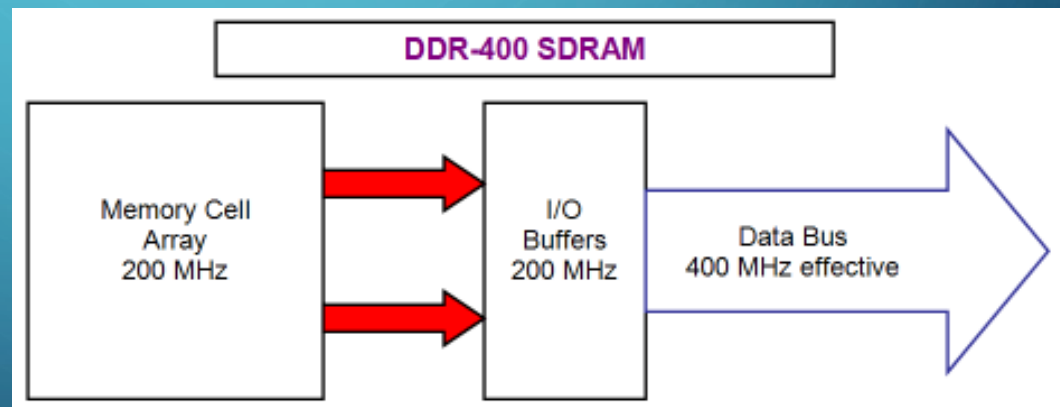 DDR-400 SDRAM
Memory Cell
Array
200 MHz
I/O
Buffers
200 MHz
Data Bus
400 MHz effective